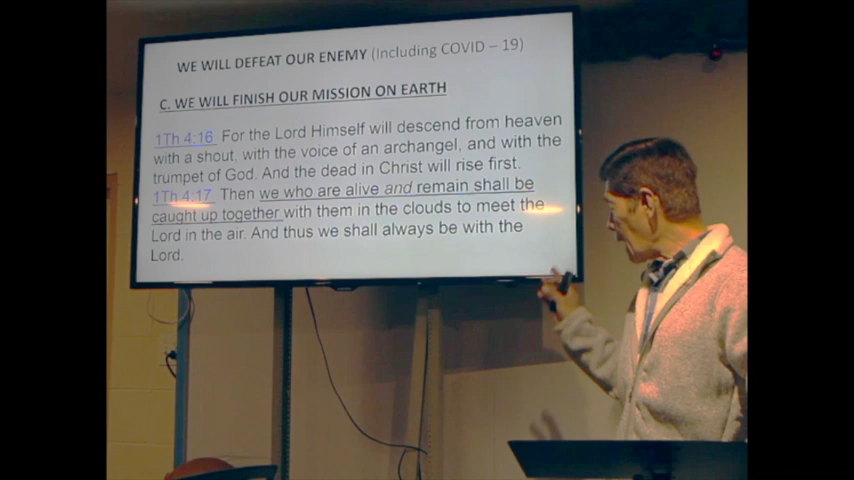 WE WILL DEFEAT OUR ENEMY (Including COVID – 19)
C. WE WILL FINISH OUR MISSION ON EARTH
1Th 4:16 For the Lord Himself will descend from heaven
with a shout, with the voice of an archangel, and with the
trumpet of God. And the dead in Christ will rise first.
1Th 4:17 Then we who are alive and remain shall be
caught up together with them in the clouds to meet the
Lord in the air. And thus we shall always be with the
Lord.